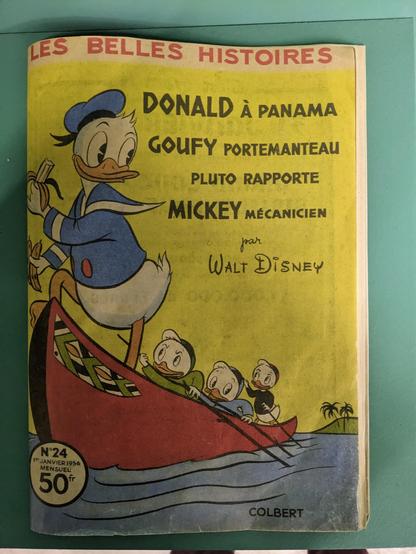 LES BELLES HISTOIRES
DONALD À PANAMA
GOUFY PORTEMANTEAU
PLUTO RAPPORTE
MICKEY MÉCANICIEN
par
WALT DISNEY
N°24
1ER JANVIER 1956
MENSUEL
50fr
COLBERT